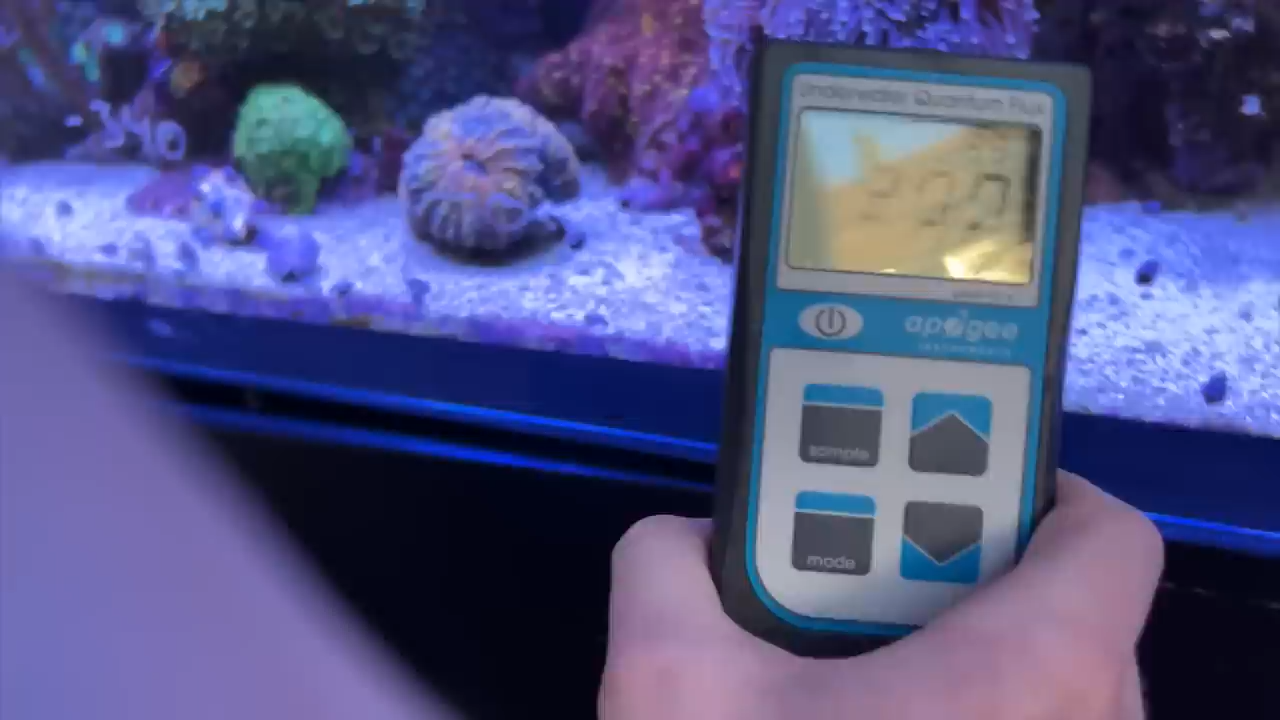 Underwater Quantum Flux
apogee
INSTRUMENTS
sample
mode